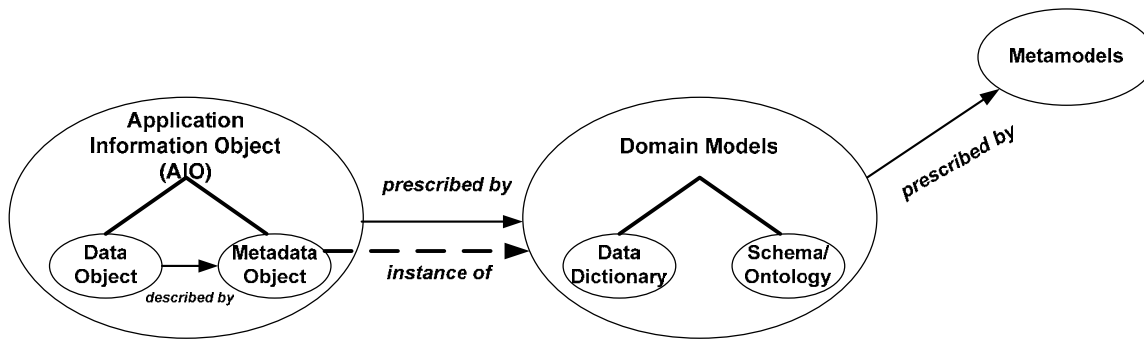 Application
Information Object
(AIO)
Data
Object
described by
Metadata
Object
prescribed by
instance of
Domain Models
Data
Dictionary
Schema/
Ontology
prescribed by
Metamodels